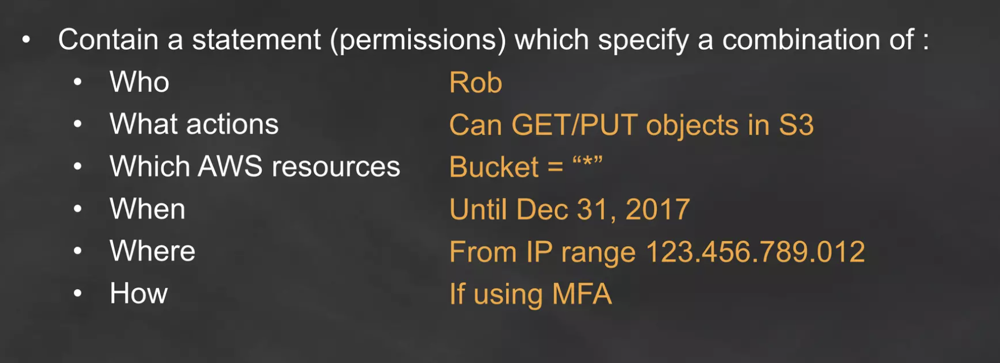 • Contain a statement (permissions) which specify a combination of :
• Who Rob
• What actions Can GET/PUT objects in S3
• Which AWS resources Bucket = “*”
• When Until Dec 31, 2017
• Where From IP range 123.456.789.012
• How If using MFA